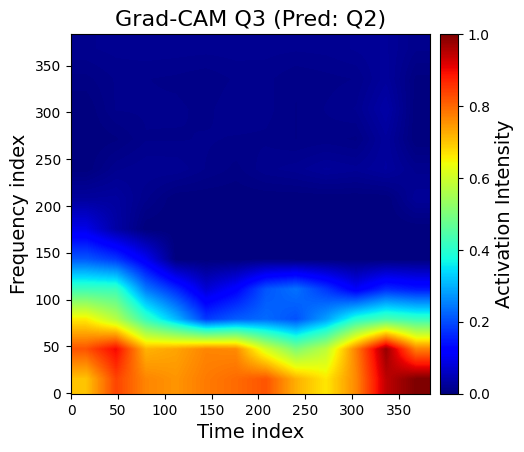 Grad-CAM Q3 (Pred: Q2)
Frequency index
350
300
250
200
150
100
50
0
0 50 100 150 200 250 300 350
Time index
1.0
0.8
0.6
0.4
0.2
0.0
Activation Intensity